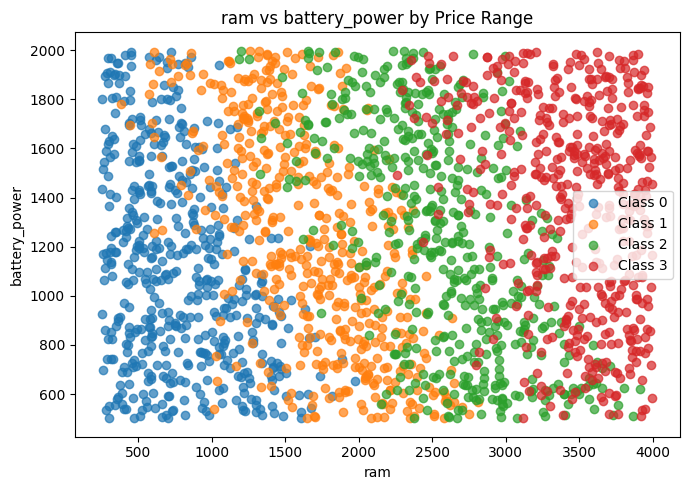 ram vs battery_power by Price Range
battery_power
2000
1800
1600
1400
1200
1000
800
600
Class 0
Class 1
Class 2
Class 3
500 1000 1500 2000 2500 3000 3500 4000
ram